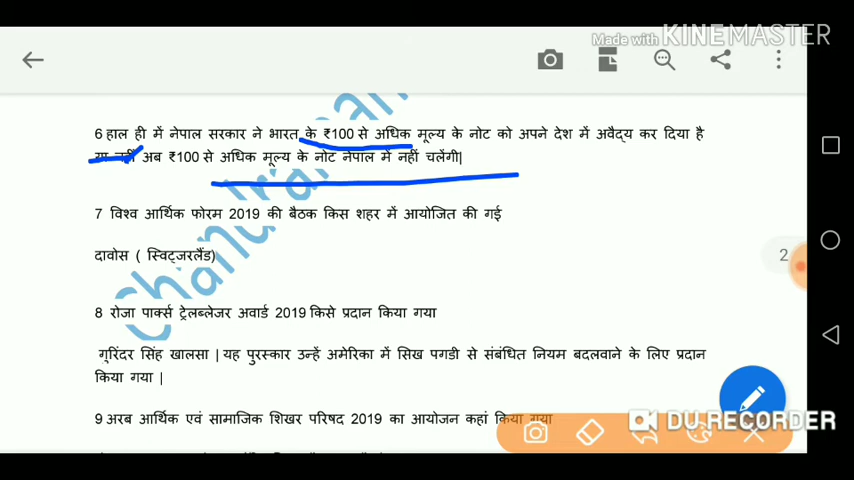 Made with KINEMASTER
6 हाल ही में नेपाल सरकार ने भारत के ₹100 से अधिक मूल्य के नोट को अपने देश में अवैद्य कर दिया है
या नहीं अब ₹100 से अधिक मूल्य के नोट नेपाल में नहीं चलेंगी|
7 विश्व आर्थिक फोरम 2019 की बैठक किस शहर में आयोजित की गई
दावोस ( स्विट्जरलैंड)
2
8 रोजा पार्क्स ट्रेलब्लेजर अवार्ड 2019 किसे प्रदान किया गया
गुरिंदर सिंह खालसा | यह पुरस्कार उन्हें अमेरिका में सिख पगडी से संबंधित नियम बदलवाने के लिए प्रदान
किया गया |
9 अरब आर्थिक एवं सामाजिक शिखर परिषद 2019 का आयोजन कहां किया गया
DU RECORDER